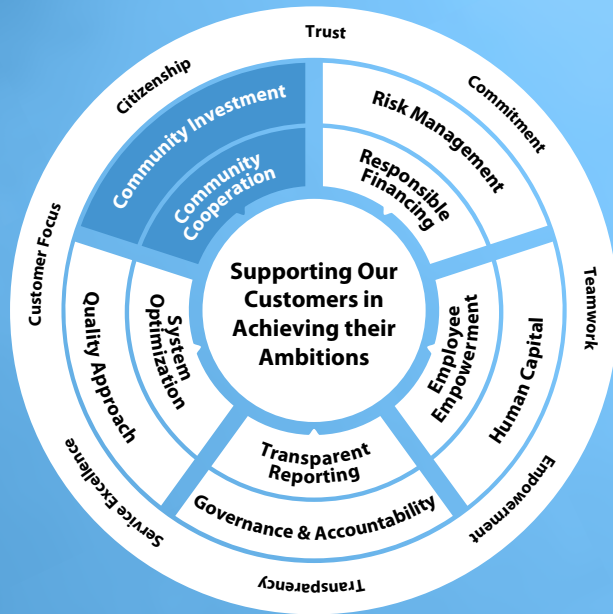 Trust
Commitment
Teamwork
Empowerment
Transparency
Service Excellence
Customer Focus
Citizenship
Community Investment
Community
Cooperation
Risk Management
Responsible
Financing
Human Capital
Employee
Empowerment
Governance & Accountability
Transparent
Reporting
Quality Approach
System
Optimization
Supporting Our
Customers in
Achieving their
Ambitions